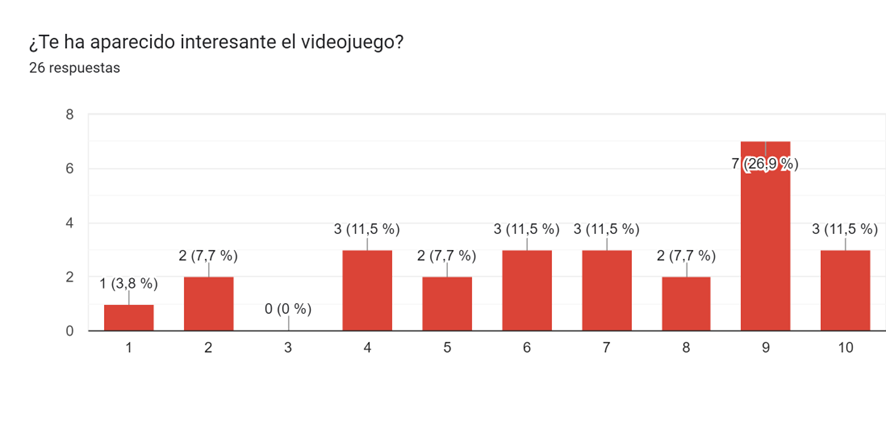 ¿Te ha aparecido interesante el videojuego?
26 respuestas
8
6
4
2
0
1 (3,8 %)
2 (7,7 %)
0 (0 %)
3 (11,5 %)
2 (7,7 %)
3 (11,5 %)
3 (11,5 %)
2 (7,7 %)
7 (26,9 %)
3 (11,5 %)
1 2 3 4 5 6 7 8 9 10